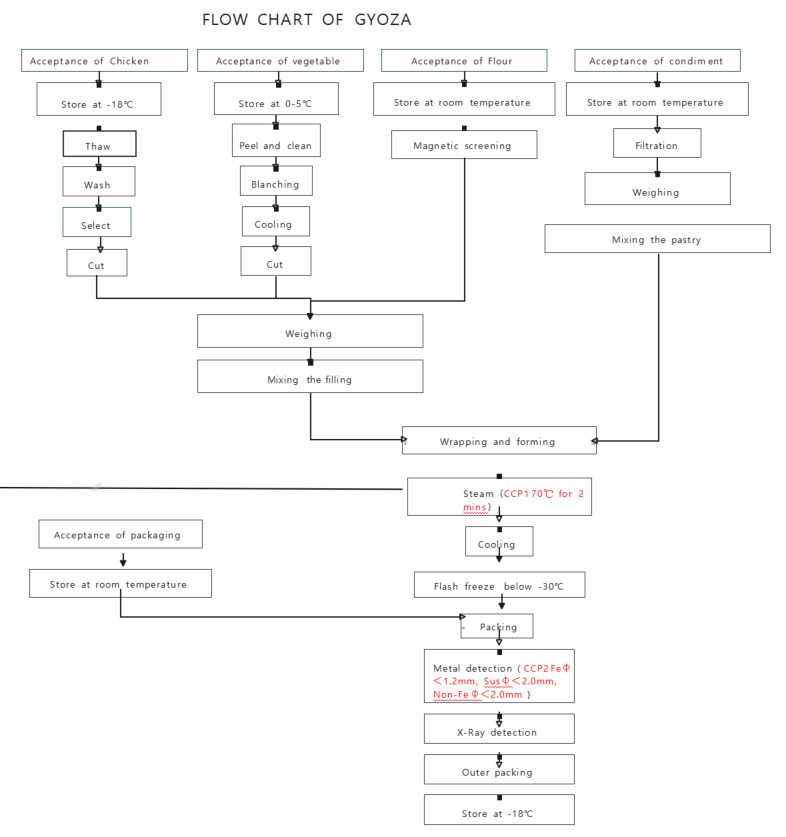 FLOW CHART OF GYOZA
Acceptance of Chicken
Acceptance of vegetable
Acceptance of Flour
Acceptance of condiment
Store at -18℃
Store at 0-5℃
Store at room temperature
Store at room temperature
Thaw
Peel and clean
Magnetic screening
Filtration
Wash
Blanching
Weighing
Select
Cooling
Mixing the pastry
Cut
Cut
Weighing
Mixing the filling
Wrapping and forming
Steam (CCP170℃ for 2
mins)
Acceptance of packaging
Cooling
Store at room temperature
Flash freeze below -30℃
Packing
Metal detection ( CCP2 FeΦ
＜1.2mm, SusΦ＜2.0mm,
Non-FeΦ＜2.0mm )
X-Ray detection
Outer packing
Store at -18℃